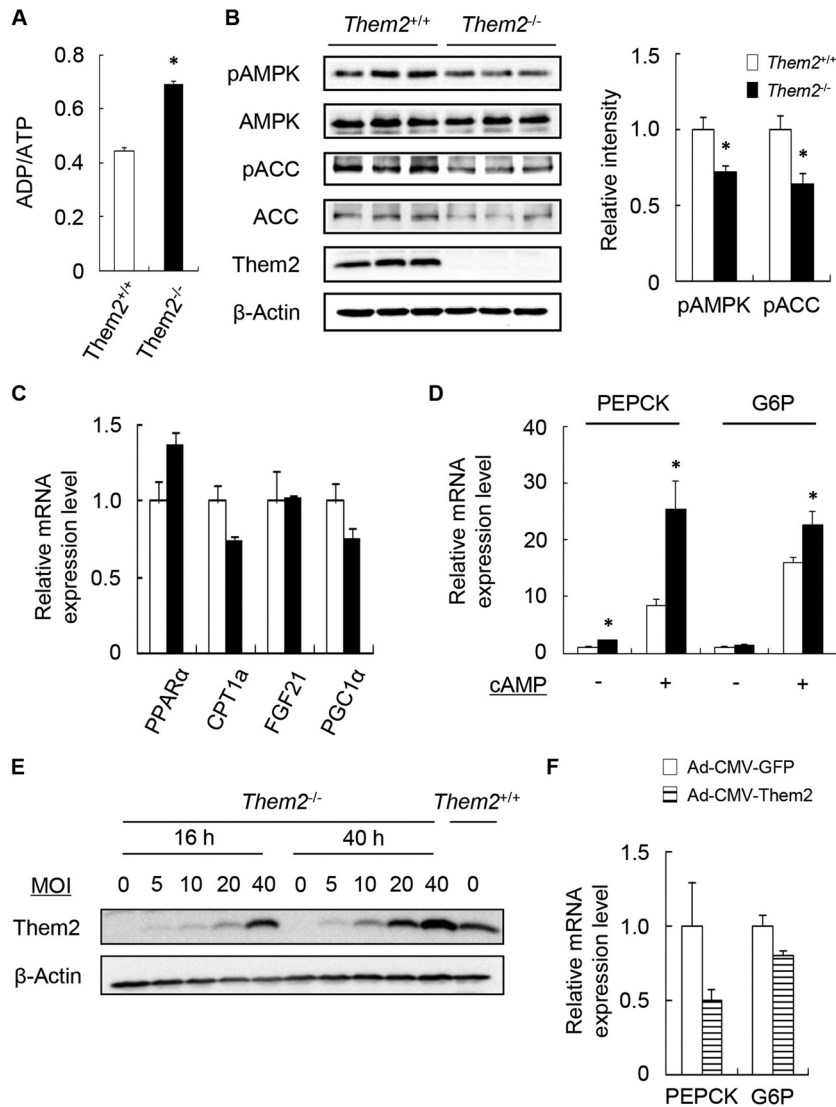 A
ADP/ATP
0.8
0.6
0.4
0.2
0
*
Them2+/+
Them2-/-
B
Them2+/+ Them2-/-
pAMPK
AMPK
pACC
ACC
Them2
β-Actin
Relative intensity
1.5
1.0
0.5
0
Them2+/+
Them2-/-
* *
pAMPK pACC
C
Relative mRNA
expression level
1.5
1.0
0.5
0
PPARα CPT1a FGF21 PGC1α
D
PEPCK G6P
Relative mRNA
expression level
40
30
20
10
0
* * *
cAMP - + - +
E
Them2-/- Them2+/+
16 h 40 h
MOI 0 5 10 20 40 0 5 10 20 40 0
Them2
β-Actin
F
Ad-CMV-GFP
Ad-CMV-Them2
Relative mRNA
expression level
1.5
1.0
0.5
0
PEPCK G6P